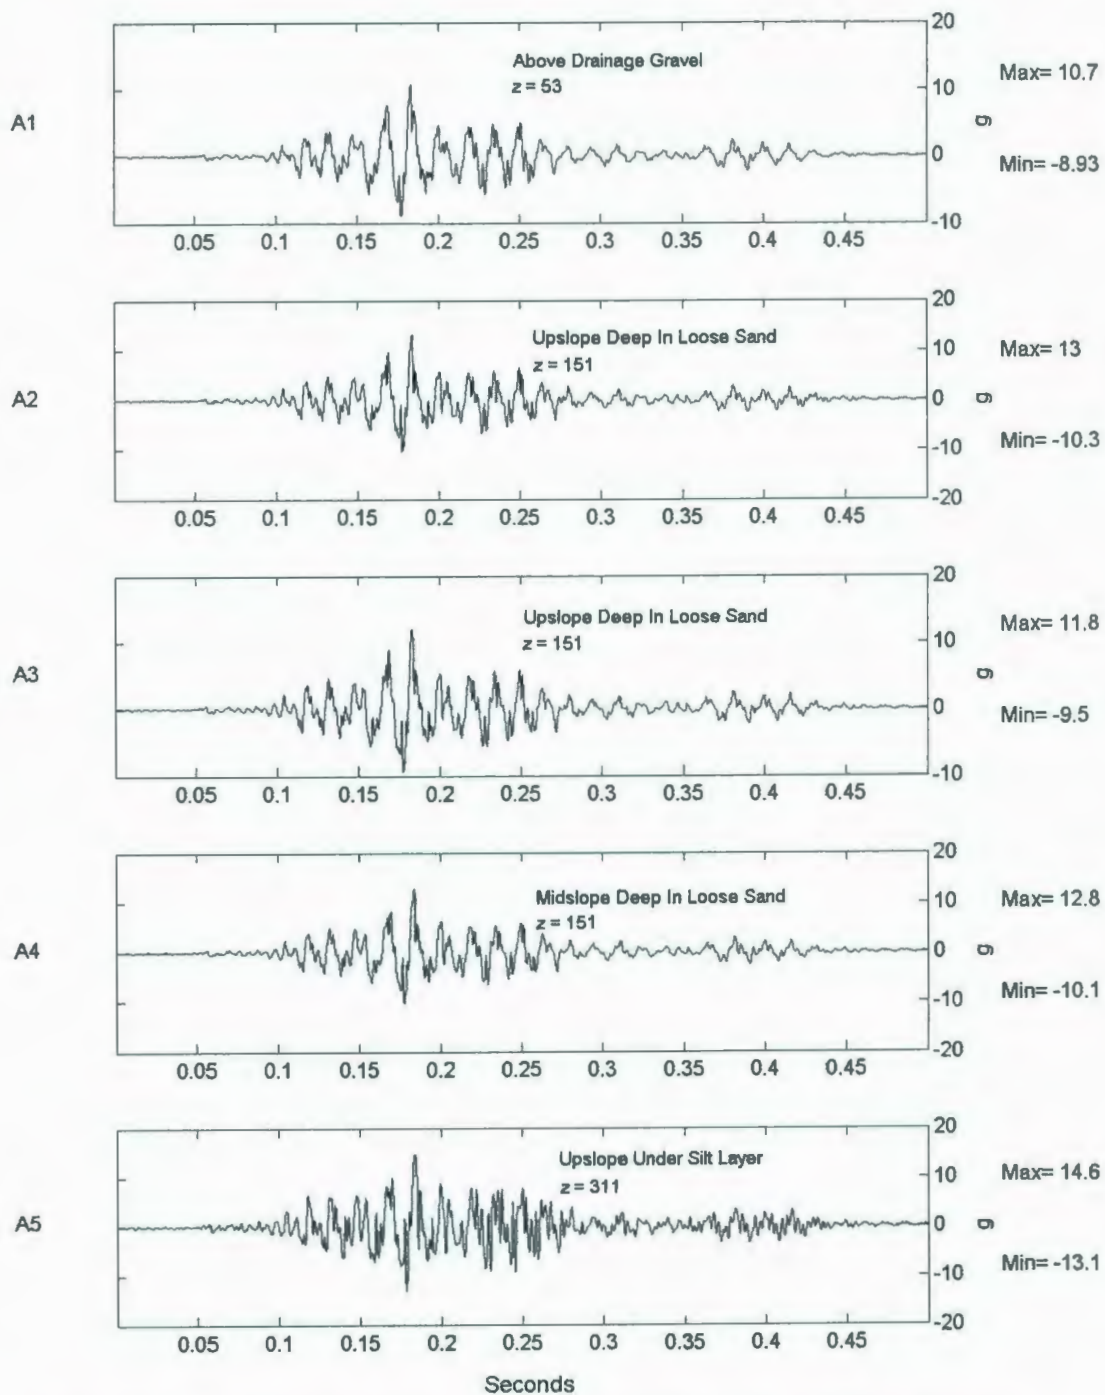 A1
Above Drainage Gravel
z = 53
20
10
0
-10
g
Max= 10.7
Min= -8.93
0.05 0.1 0.15 0.2 0.25 0.3 0.35 0.4 0.45
A2
Upslope Deep In Loose Sand
z = 151
20
10
0
-10
-20
g
Max= 13
Min= -10.3
0.05 0.1 0.15 0.2 0.25 0.3 0.35 0.4 0.45
A3
Upslope Deep In Loose Sand
z = 151
20
10
0
-10
g
Max= 11.8
Min= -9.5
0.05 0.1 0.15 0.2 0.25 0.3 0.35 0.4 0.45
A4
Midslope Deep In Loose Sand
z = 151
20
10
0
-10
-20
g
Max= 12.8
Min= -10.1
0.05 0.1 0.15 0.2 0.25 0.3 0.35 0.4 0.45
A5
Upslope Under Silt Layer
z = 311
20
10
0
-10
-20
g
Max= 14.6
Min= -13.1
0.05 0.1 0.15 0.2 0.25 0.3 0.35 0.4 0.45
Seconds